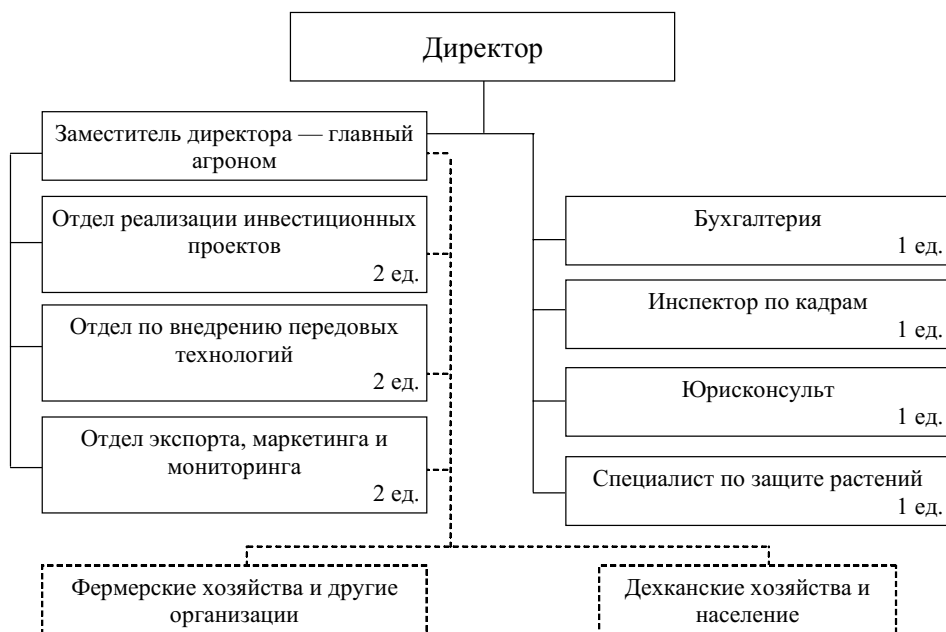 Директор
Заместитель директора — главный
агроном
Отдел реализации инвестиционных
проектов
2 ед.
Отдел по внедрению передовых
технологий
2 ед.
Отдел экспорта, маркетинга и
мониторинга
2 ед.
Бухгалтерия
1 ед.
Инспектор по кадрам
1 ед.
Юрисконсульт
1 ед.
Специалист по защите растений
1 ед.
Фермерские хозяйства и другие
организации
Дехканские хозяйства и
население